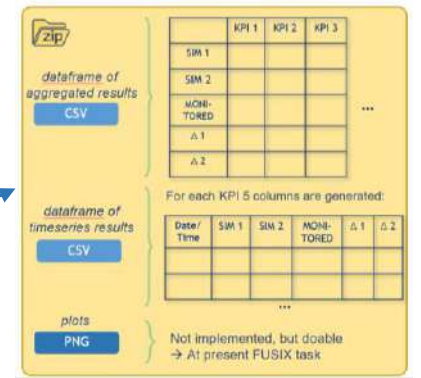 zip
KPI 1 KPI 2 KPI 3
SIM 1
SIM 2
MONI-
TORED
Δ 1
Δ 2
...
dataframe of
aggregated results
CSV
For each KPI 5 columns are generated:
Date/ SIM 1 SIM 2 MONI- Δ 1 Δ 2
Time TORED
...
dataframe of
timeseries results
CSV
plots
PNG
Not implemented, but doable
→ At present FUSIX task